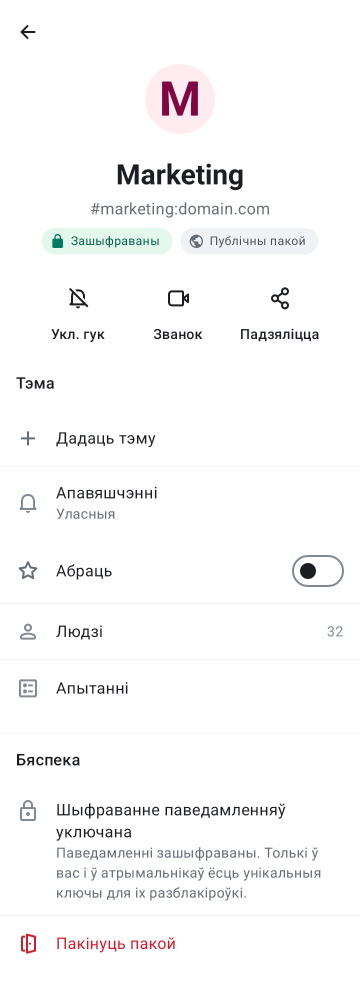 M
Marketing
#marketing:domain.com
Зашыфраваны Публічны пакой
Укл. гук Званок Падзяліцца
Тэма
Дадаць тэму
Апавяшчэнні
Уласныя
Абраць
Людзі 32
Апытанні
Бяспека
Шыфраванне паведамленняў
уключана
Паведамленні зашыфраваны. Толькі ў
вас і ў атрымальнікаў ёсць унікальныя
ключы для іх разблакіроўкі.
Пакінуць пакой